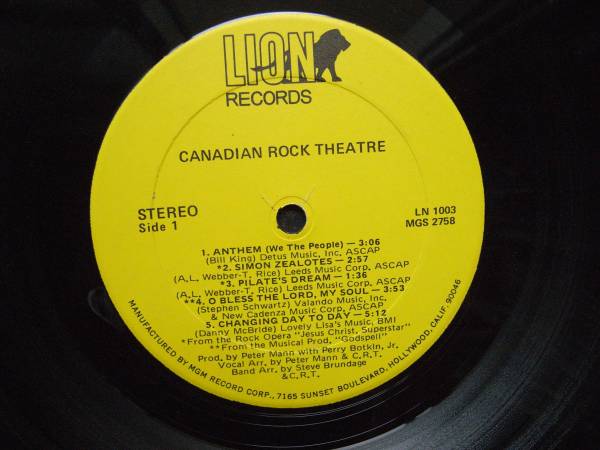 LION
RECORDS
CANADIAN ROCK THEATRE
STEREO
Side 1
LN 1003
MGS 2758
1. ANTHEM (We The People) — 3:06
(Bill King) Detus Music, Inc. ASCAP
*2. SIMON ZEALOTES — 2:57
(A.L. Webber-T. Rice) Leeds Music Corp. ASCAP
*3. PILATE'S DREAM — 1:36
(A.L. Webber-T. Rice) Leeds Music Corp. ASCAP
**4. O BLESS THE LORD, MY SOUL — 3:53
(Stephen Schwartz) Valando Music, Inc.
& New Cadenza Music Corp. ASCAP
5. CHANGING DAY TO DAY — 5:12
(Danny McBride) Lovely Lisa's Music, BMI
*From the Rock Opera "Jesus Christ, Superstar"
**From the Musical Prod. "Godspell"
Prod. by Peter Mann with Perry Botkin, Jr.
Vocal Arr. by Peter Mann & C.R.T.
Band Arr. by Steve Brundage
& C.R.T.
MANUFACTURED BY MGM RECORD CORP., 7165 SUNSET BOULEVARD, HOLLYWOOD, CALIF. 90046